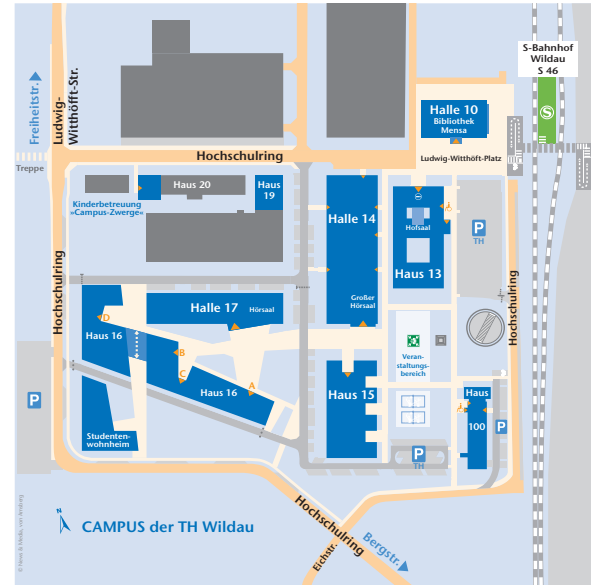 S-Bahnhof
Wildau
S 46
S
Freiheitstr.
Ludwig-
Witthöfft-Str.
Halle 10
Bibliothek
Mensa
Ludwig-Witthöft-Platz
Hochschulring
Treppe
Haus 20
Haus
19
Kinderbetreuung
»Campus-Zwerge«
Halle 14
Großer
Hörsaal
Hofsaal
Haus 13
P
TH
Hochschulring
Hochschulring
Halle 17
Hörsaal
D
Haus 16
B
C
A
Haus 16
Veran-
staltungs-
bereich
Haus 15
Haus
100
P
P
P
TH
Studenten-
wohnheim
N
CAMPUS der TH Wildau
Hochschulring
Bergstr.
Eichstr.